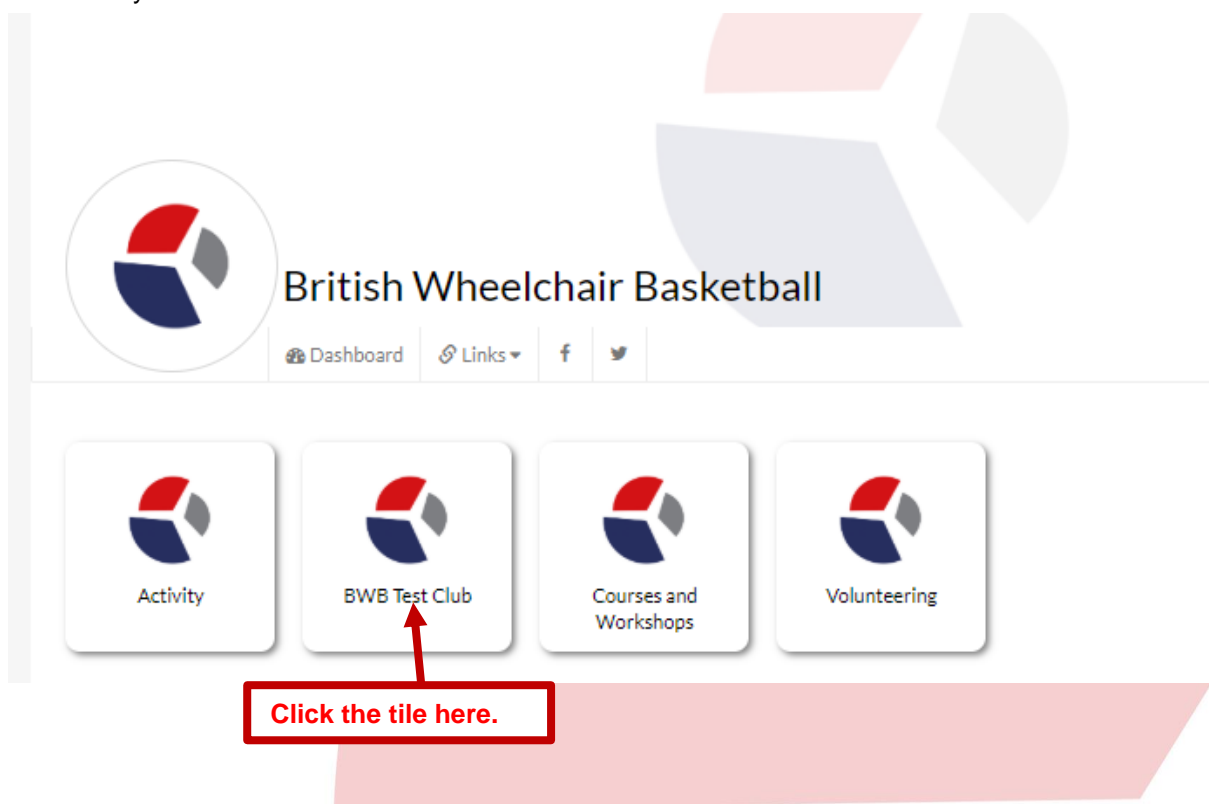 British Wheelchair Basketball
Dashboard Links f
Activity
BWB Test Club
Courses and
Workshops
Volunteering
Click the tile here.